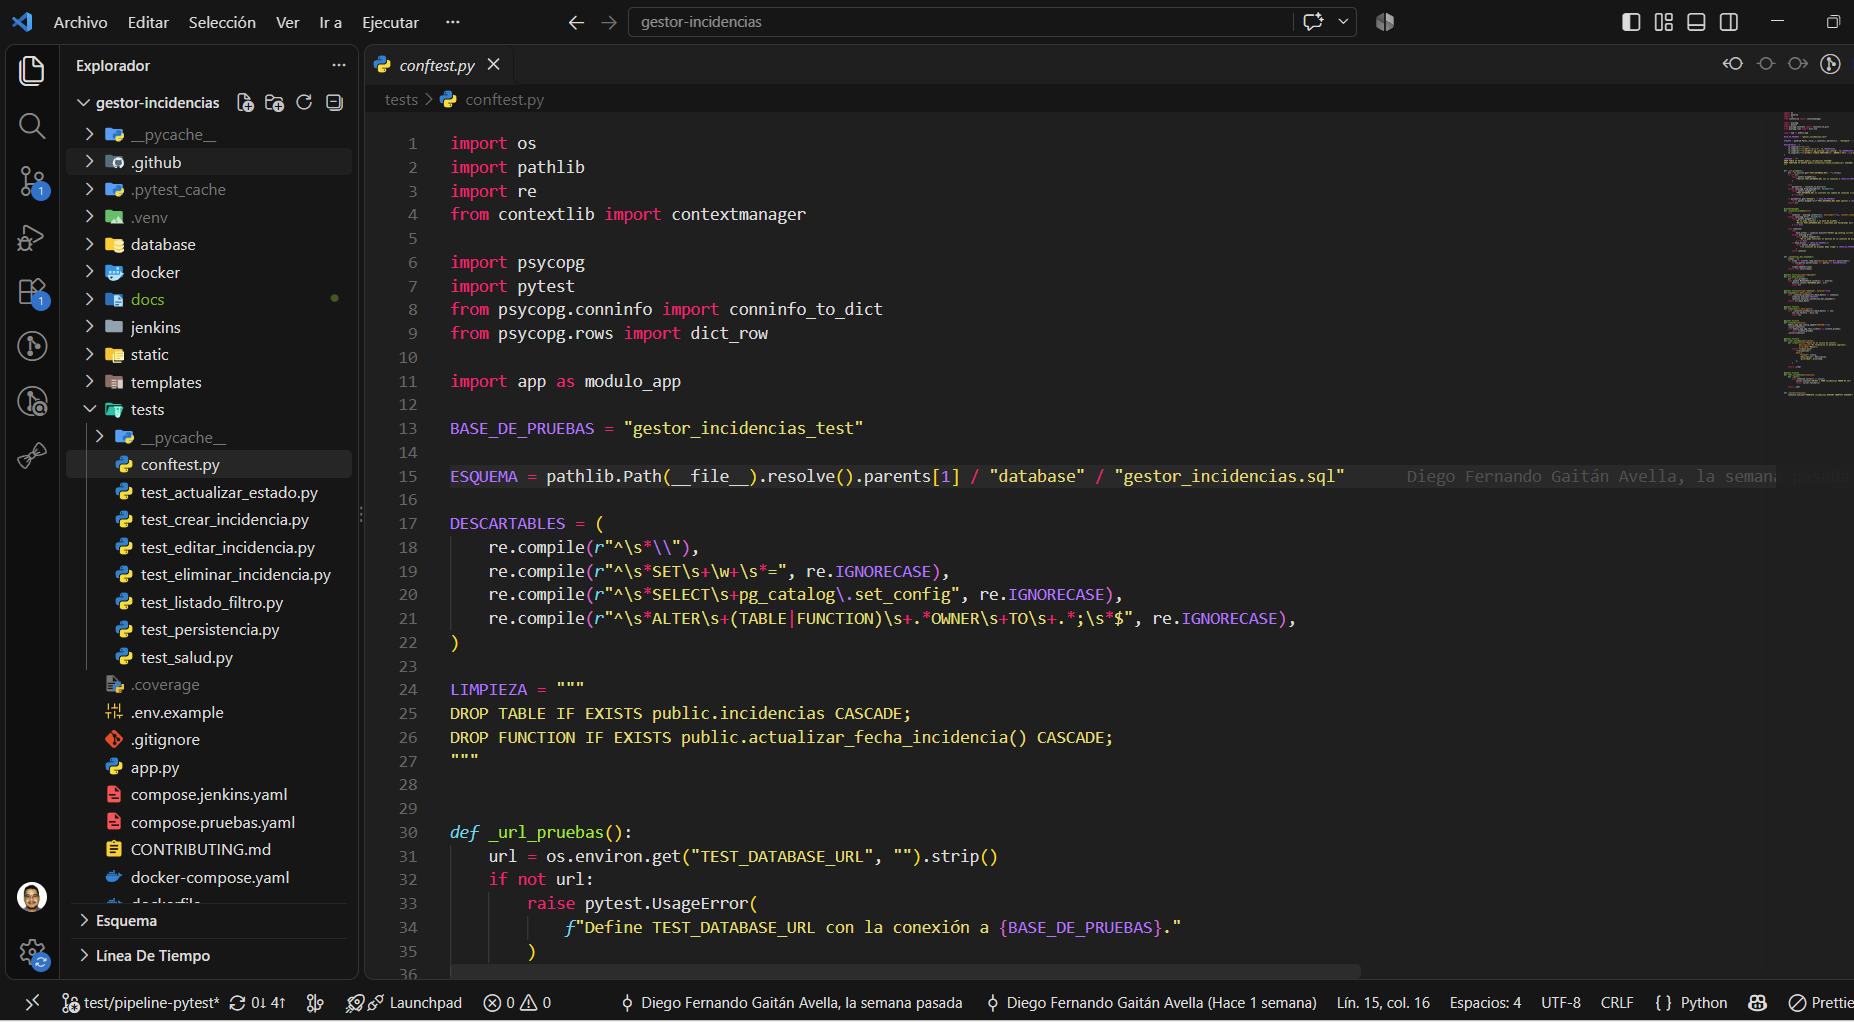 Archivo Editar Selección Ver Ir a Ejecutar ···
gestor-incidencias
Explorador ···
gestor-incidencias
__pycache__
.github
.pytest_cache
.venv
database
docker
docs
jenkins
static
templates
tests
__pycache__
conftest.py
test_actualizar_estado.py
test_crear_incidencia.py
test_editar_incidencia.py
test_eliminar_incidencia.py
test_listado_filtro.py
test_persistencia.py
test_salud.py
.coverage
.env.example
.gitignore
app.py
compose.jenkins.yaml
compose.pruebas.yaml
CONTRIBUTING.md
docker-compose.yaml
dockerfile
Esquema
Línea De Tiempo
1
1
conftest.py
tests > conftest.py
1 import os
2 import pathlib
3 import re
4 from contextlib import contextmanager
5
6 import psycopg
7 import pytest
8 from psycopg.conninfo import conninfo_to_dict
9 from psycopg.rows import dict_row
10
11 import app as modulo_app
12
13 BASE_DE_PRUEBAS = "gestor_incidencias_test"
14
15 ESQUEMA = pathlib.Path(__file__).resolve().parents[1] / "database" / "gestor_incidencias.sql" Diego Fernando Gaitán Avella, la semana
16
17 DESCARTABLES = (
18 re.compile(r"^\s*\\"),
19 re.compile(r"^\s*SET\s+\w+\s*=", re.IGNORECASE),
20 re.compile(r"^\s*SELECT\s+pg_catalog\.set_config", re.IGNORECASE),
21 re.compile(r"^\s*ALTER\s+(TABLE|FUNCTION)\s+.*OWNER\s+TO\s+.*;\s*$", re.IGNORECASE),
22 )
23
24 LIMPIEZA = """
25 DROP TABLE IF EXISTS public.incidencias CASCADE;
26 DROP FUNCTION IF EXISTS public.actualizar_fecha_incidencia() CASCADE;
27 """
28
29
30 def _url_pruebas():
31 url = os.environ.get("TEST_DATABASE_URL", "").strip()
32 if not url:
33 raise pytest.UsageError(
34 f"Define TEST_DATABASE_URL con la conexión a {BASE_DE_PRUEBAS}."
35 )
36
test/pipeline-pytest* 0↓ 4↑ Launchpad 0 0 Diego Fernando Gaitán Avella, la semana pasada Diego Fernando Gaitán Avella (Hace 1 semana) Lín. 15, col. 16 Espacios: 4 UTF-8 CRLF { } Python Prettie